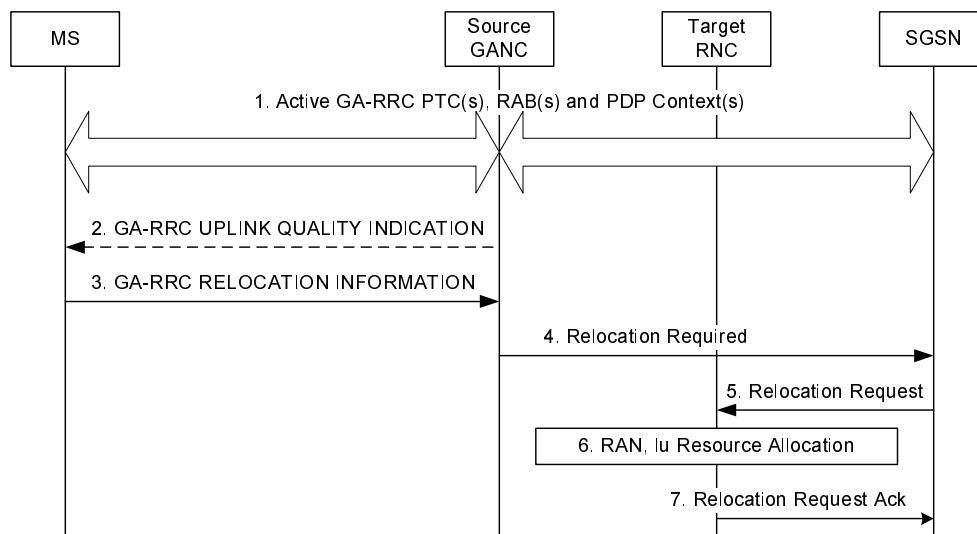 MS
Source
GANC
Target
RNC
SGSN
1. Active GA-RRC PTC(s), RAB(s) and PDP Context(s)
2. GA-RRC UPLINK QUALITY INDICATION
3. GA-RRC RELOCATION INFORMATION
4. Relocation Required
5. Relocation Request
6. RAN, Iu Resource Allocation
7. Relocation Request Ack